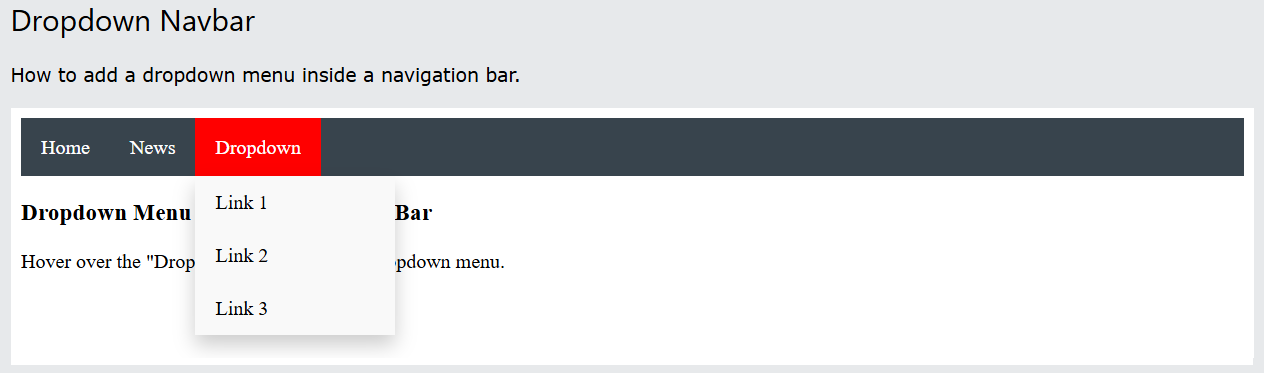 Dropdown Navbar
How to add a dropdown menu inside a navigation bar.
Home News Dropdown
Link 1
Dropdown Menu Bar
Link 2
Hover over the "Drop pdown menu.
Link 3